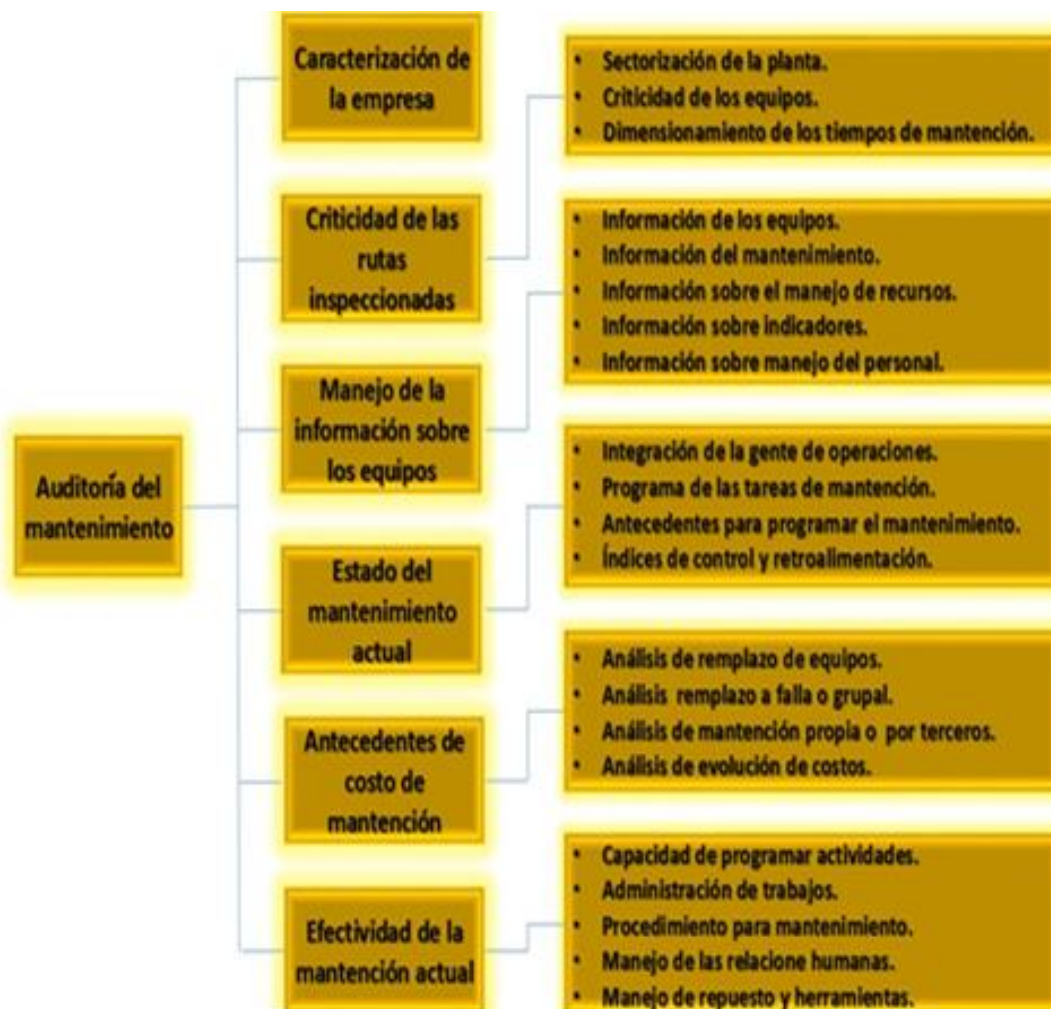 Auditoría del
mantenimiento
Caracterización de
la empresa
Criticidad de las
rutas
inspeccionadas
• Sectorización de la planta.
• Criticidad de los equipos.
• Dimensionamiento de los tiempos de mantención.
Manejo de la
información sobre
los equipos
• Información de los equipos.
• Información del mantenimiento.
• Información sobre el manejo de recursos.
• Información sobre indicadores.
• Información sobre manejo del personal.
Estado del
mantenimiento
actual
• Integración de la gente de operaciones.
• Programa de las tareas de mantención.
• Antecedentes para programar el mantenimiento.
• Índices de control y retroalimentación.
Antecedentes de
costo de
mantención
• Análisis de remplazo de equipos.
• Análisis remplazo a falla o grupal.
• Análisis de mantención propia o por terceros.
• Análisis de evolución de costos.
Efectividad de la
mantención actual
• Capacidad de programar actividades.
• Administración de trabajos.
• Procedimiento para mantenimiento.
• Manejo de las relacione humanas.
• Manejo de repuesto y herramientas.